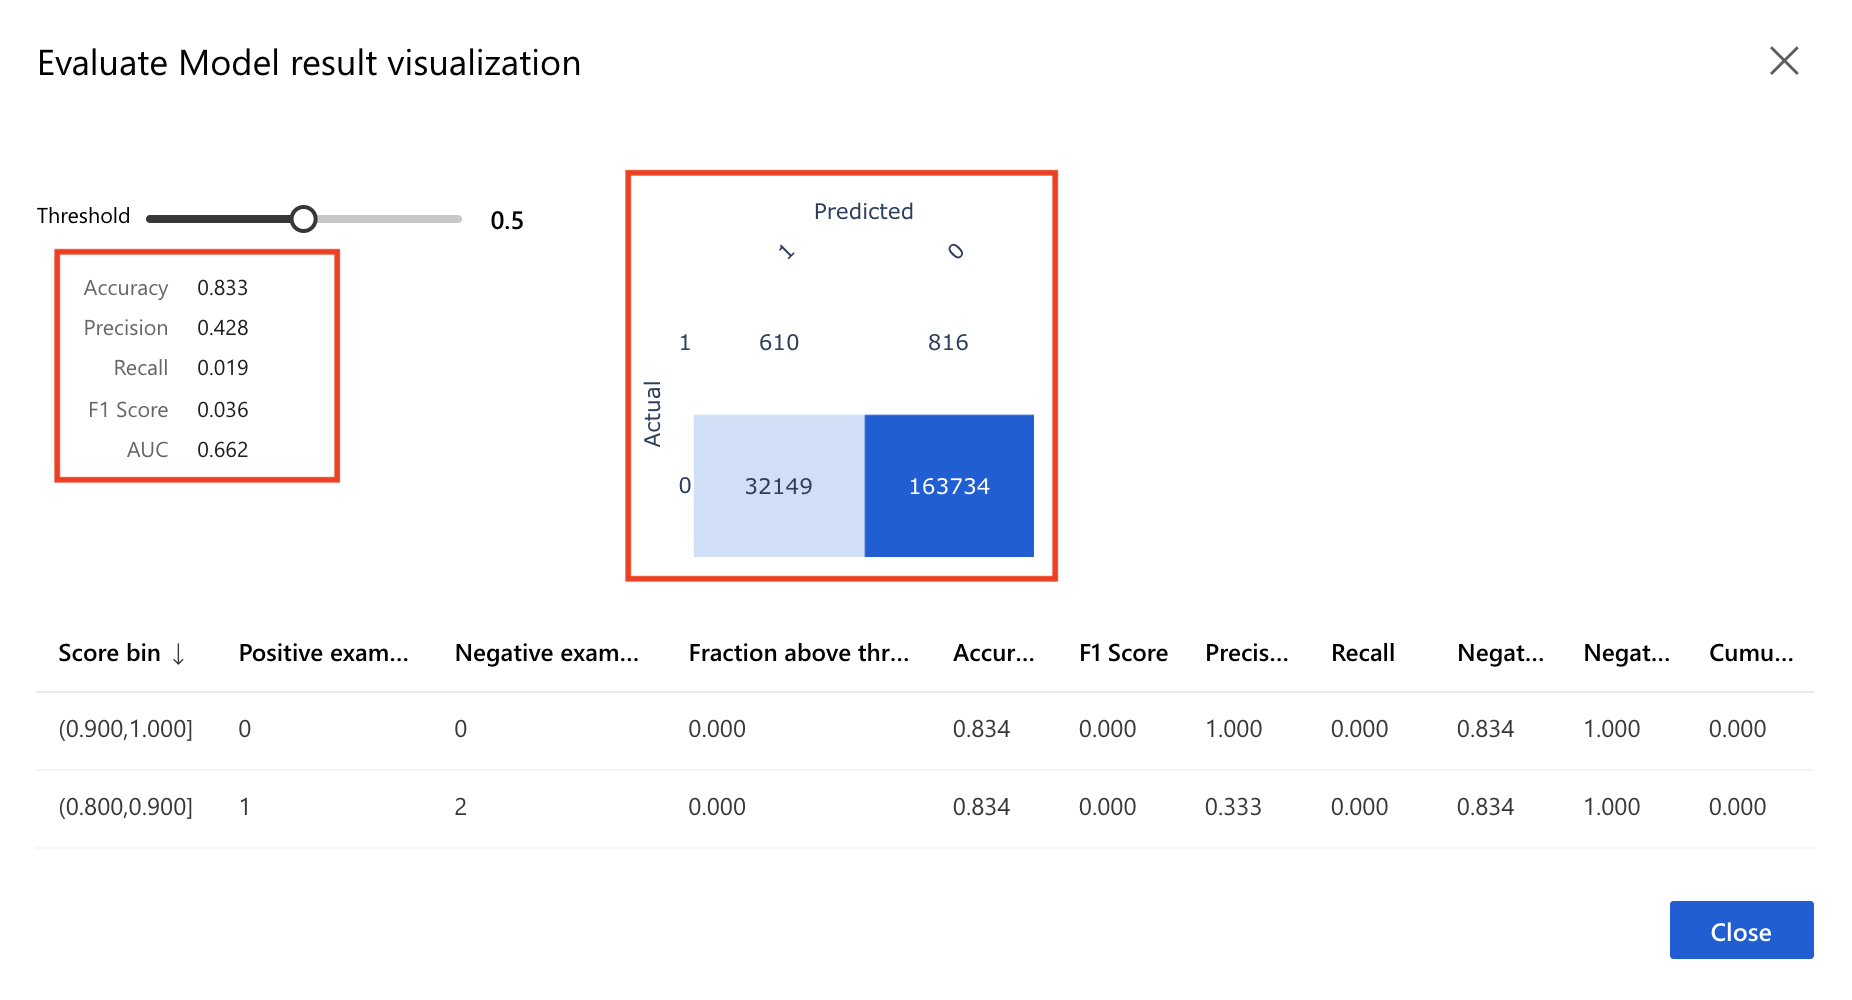 Evaluate Model result visualization
Threshold 0.5
Accuracy 0.833
Precision 0.428
Recall 0.019
F1 Score 0.036
AUC 0.662
Predicted
1 0
Actual
1 610 816
0 32149 163734
Score bin ↓ Positive exam... Negative exam... Fraction above thr... Accur... F1 Score Precis... Recall Negat... Negat... Cumu...
(0.900,1.000] 0 0 0.000 0.834 0.000 1.000 0.000 0.834 1.000 0.000
(0.800,0.900] 1 2 0.000 0.834 0.000 0.333 0.000 0.834 1.000 0.000
Close